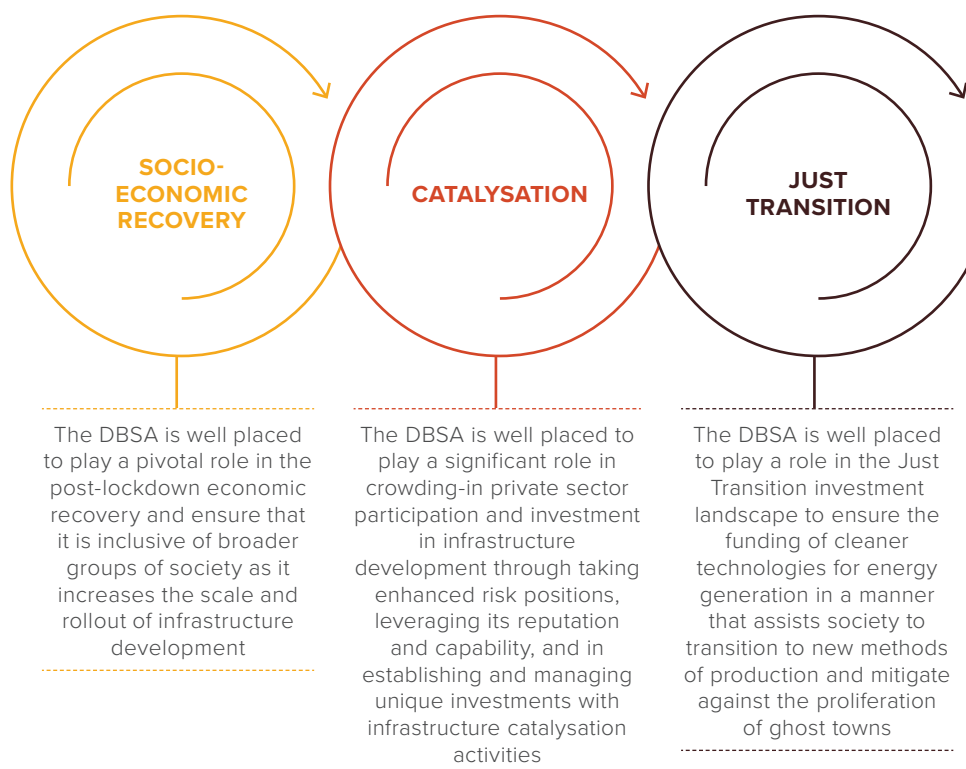 SOCIO-
ECONOMIC
RECOVERY
The DBSA is well placed
to play a pivotal role in the
post-lockdown economic
recovery and ensure that
it is inclusive of broader
groups of society as it
increases the scale and
rollout of infrastructure
development
CATALYSATION
The DBSA is well placed to
play a significant role in
crowding-in private sector
participation and investment
in infrastructure
development through taking
enhanced risk positions,
leveraging its reputation
and capability, and in
establishing and managing
unique investments with
infrastructure catalysation
activities
JUST
TRANSITION
The DBSA is well placed
to play a role in the Just
Transition investment
landscape to ensure the
funding of cleaner
technologies for energy
generation in a manner
that assists society to
transition to new methods
of production and mitigate
against the proliferation
of ghost towns